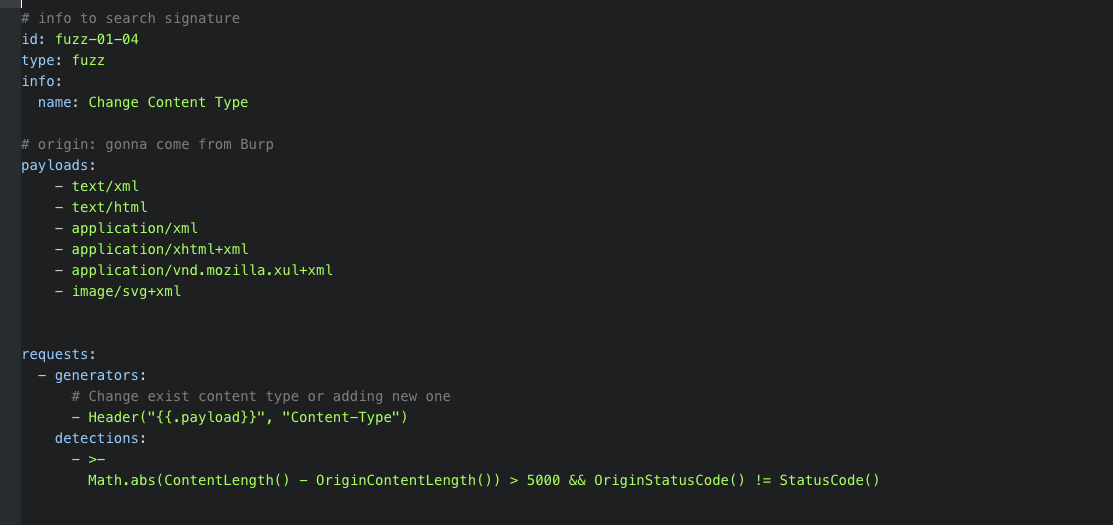 # info to search signature
id: fuzz-01-04
type: fuzz
info:
  name: Change Content Type
# origin: gonna come from Burp
payloads:
    - text/xml
    - text/html
    - application/xml
    - application/xhtml+xml
    - application/vnd.mozilla.xul+xml
    - image/svg+xml
requests:
  - generators:
      # Change exist content type or adding new one
      - Header("{{.payload}}", "Content-Type")
    detections:
      - >-
        Math.abs(ContentLength() - OriginContentLength()) > 5000 && OriginStatusCode() != StatusCode()